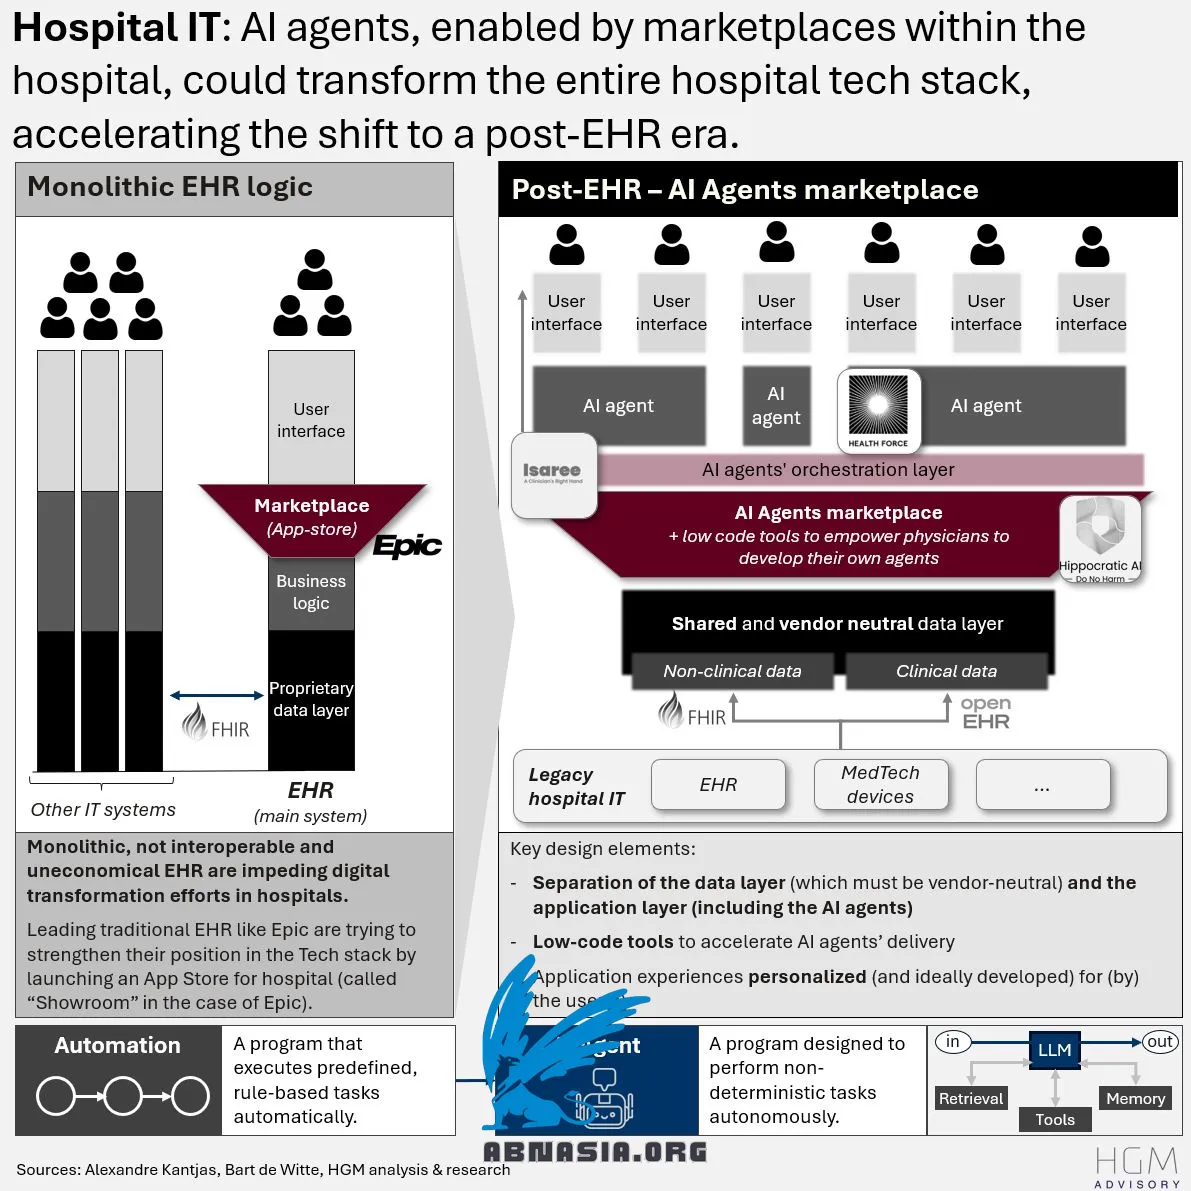 Hospital IT: AI agents, enabled by marketplaces within the
hospital, could transform the entire hospital tech stack,
accelerating the shift to a post-EHR era.
Monolithic EHR logic
User
interface
Marketplace
(App-store)
Epic
Business
logic
Proprietary
data layer
FHIR
Other IT systems
EHR
(main system)
Monolithic, not interoperable and
uneconomical EHR are impeding digital
transformation efforts in hospitals.
Leading traditional EHR like Epic are trying to
strengthen their position in the Tech stack by
launching an App Store for hospital (called
“Showroom” in the case of Epic).
Post-EHR – AI Agents marketplace
User
interface
User
interface
User
interface
User
interface
User
interface
User
interface
AI agent
AI
agent
HEALTH FORCE
AI agent
Isaree
A Clinician's Right Hand
AI agents' orchestration layer
AI Agents marketplace
+ low code tools to empower physicians to
develop their own agents
Hippocratic AI
Do No Harm
Shared and vendor neutral data layer
Non-clinical data
Clinical data
FHIR
open
EHR
Legacy
hospital IT
EHR
MedTech
devices
...
Key design elements:
- Separation of the data layer (which must be vendor-neutral) and the
application layer (including the AI agents)
- Low-code tools to accelerate AI agents’ delivery
Application experiences personalized (and ideally developed) for (by)
the
Automation
A program that
executes predefined,
rule-based tasks
automatically.
A program designed to
perform non-
deterministic tasks
autonomously.
in
LLM
out
Retrieval
Tools
Memory
ABNASIA.ORG
Sources: Alexandre Kantjas, Bart de Witte, HGM analysis & research
HGM
ADVISORY